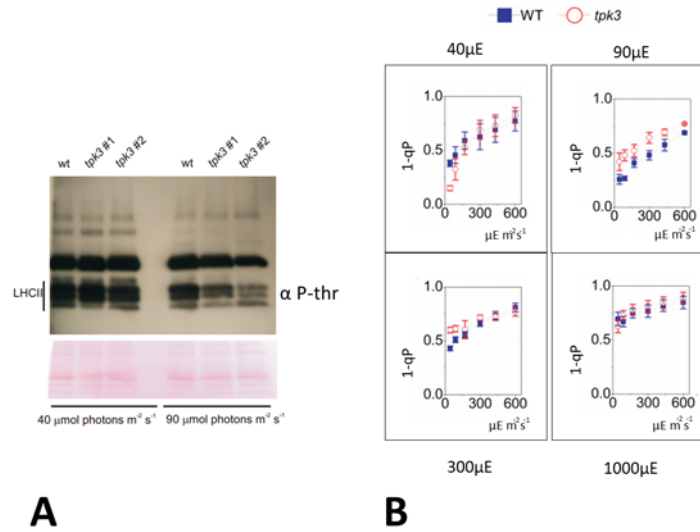 WT tpk3
40µE 90µE
wt tpk3 #1 tpk3 #2 wt tpk3 #1 tpk3 #2
LHCII
α P-thr
40 µmol photons m⁻² s⁻¹ 90 µmol photons m⁻² s⁻¹
A
1-qP
1.0
0.5
0.0
0 300 600
µE m⁻²s⁻¹
1-qP
1.0
0.5
0.0
0 300 600
µE m⁻²s⁻¹
1-qP
1.0
0.5
0.0
0 300 600
µE m⁻²s⁻¹
1-qP
1.0
0.5
0.0
0 300 600
µE m⁻²s⁻¹
300µE 1000µE
B